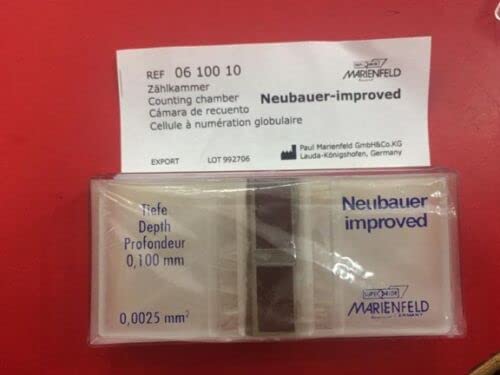 REF 06 100 10
Zählkammer
Counting chamber
Neubauer-improved
Cámara de recuento
Cellule à numération globulaire
MARIENFELD
Paul Marienfeld GmbH&Co.KG
Lauda-Königshofen, Germany
EXPORT LOT 992706
Tiefe
Depth
Profondeur
0,100 mm
0,0025 mm²
Neubauer
improved
MARIENFELD
GERMANY